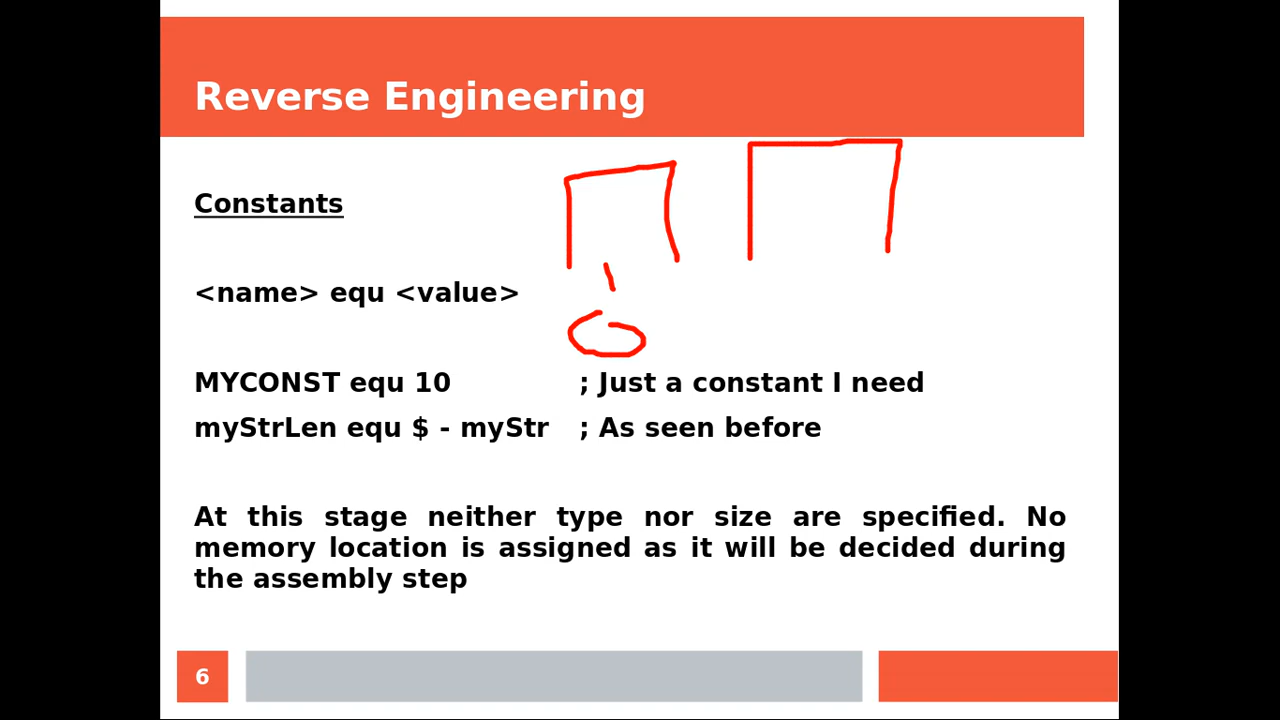 Reverse Engineering
Constants
<name> equ <value>
MYCONST equ 10 ; Just a constant I need
myStrLen equ $ - myStr ; As seen before
At this stage neither type nor size are specified. No
memory location is assigned as it will be decided during
the assembly step
6